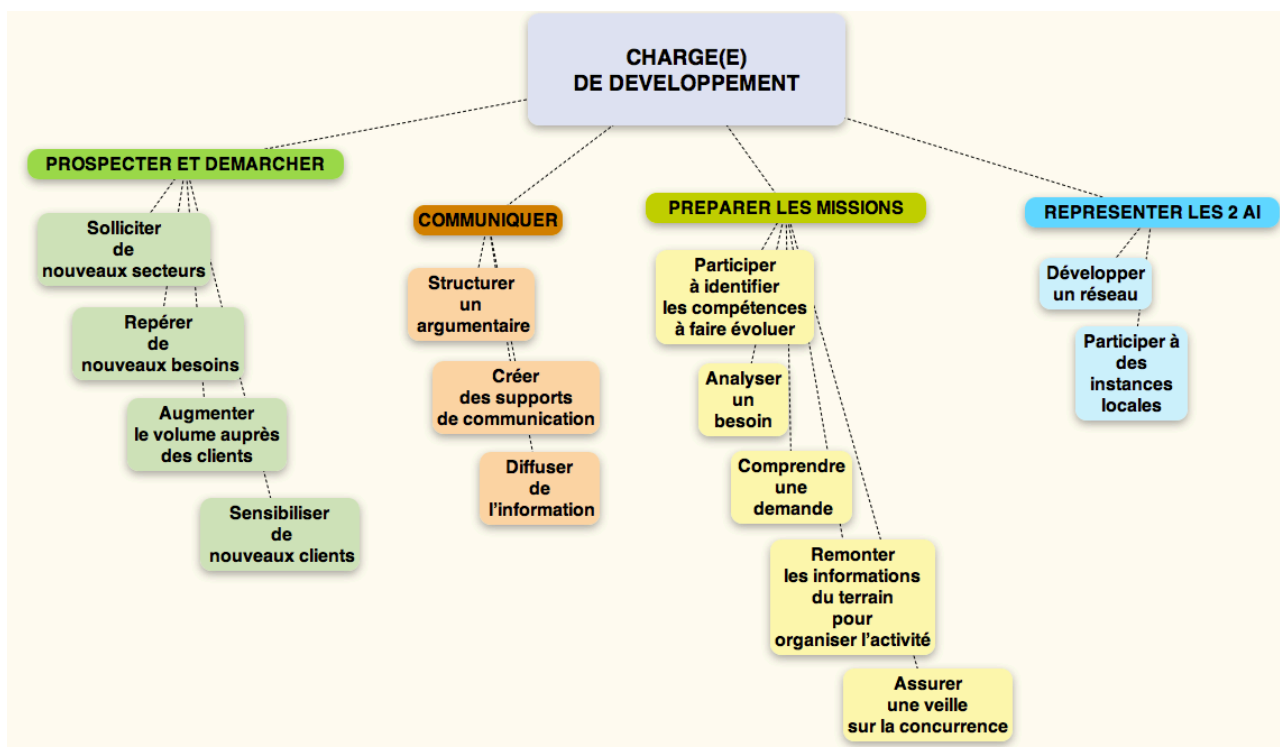 CHARGE(E)
DE DEVELOPPEMENT
PROSPECTER ET DEMARCHER
Solliciter
de
nouveaux secteurs
Repérer
de
nouveaux besoins
Augmenter
le volume auprès
des clients
Sensibiliser
de
nouveaux clients
COMMUNIQUER
Structurer
un
argumentaire
Créer
des supports
de communication
Diffuser
de
l'information
PREPARER LES MISSIONS
Participer
à identifier
les compétences
à faire évoluer
Analyser
un
besoin
Comprendre
une
demande
Remonter
les informations
du terrain
pour
organiser l'activité
Assurer
une veille
sur la concurrence
REPRESENTER LES 2 AI
Développer
un réseau
Participer à
des
instances
locales